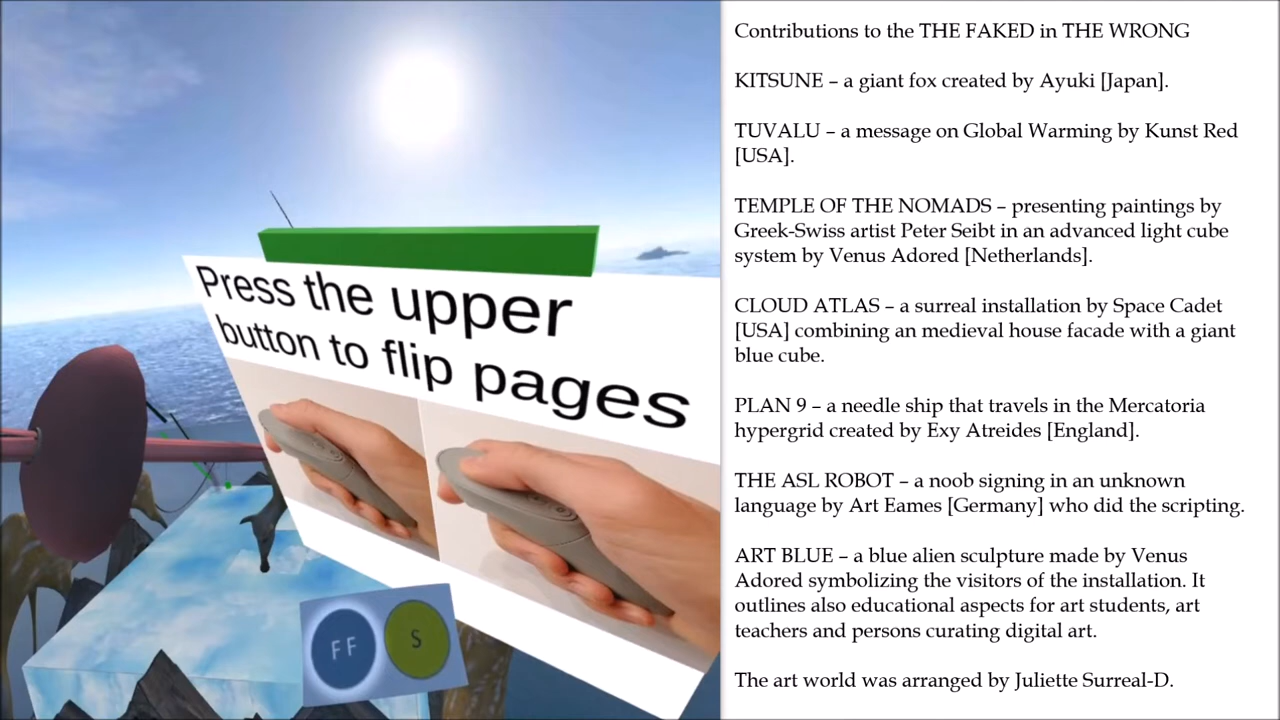 Press the upper
button to flip pages
FF
S
Contributions to the THE FAKED in THE WRONG
KITSUNE – a giant fox created by Ayuki [Japan].
TUVALU – a message on Global Warming by Kunst Red
[USA].
TEMPLE OF THE NOMADS – presenting paintings by
Greek-Swiss artist Peter Seibt in an advanced light cube
system by Venus Adored [Netherlands].
CLOUD ATLAS – a surreal installation by Space Cadet
[USA] combining an medieval house facade with a giant
blue cube.
PLAN 9 – a needle ship that travels in the Mercatoria
hypergrid created by Exy Atreides [England].
THE ASL ROBOT – a noob signing in an unknown
language by Art Eames [Germany] who did the scripting.
ART BLUE – a blue alien sculpture made by Venus
Adored symbolizing the visitors of the installation. It
outlines also educational aspects for art students, art
teachers and persons curating digital art.
The art world was arranged by Juliette Surreal-D.